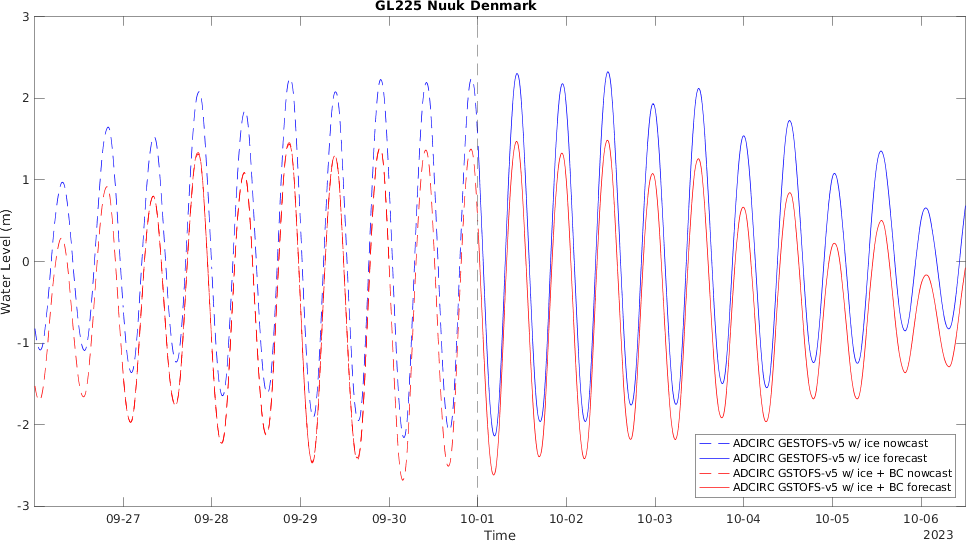 GL225 Nuuk Denmark
3
2
1
0
-1
-2
-3
Water Level (m)
09-27 09-28 09-29 09-30 10-01 10-02 10-03 10-04 10-05 10-06
Time
2023
ADCIRC GESTOFS-v5 w/ ice nowcast
ADCIRC GESTOFS-v5 w/ ice forecast
ADCIRC GSTOFS-v5 w/ ice + BC nowcast
ADCIRC GSTOFS-v5 w/ ice + BC forecast